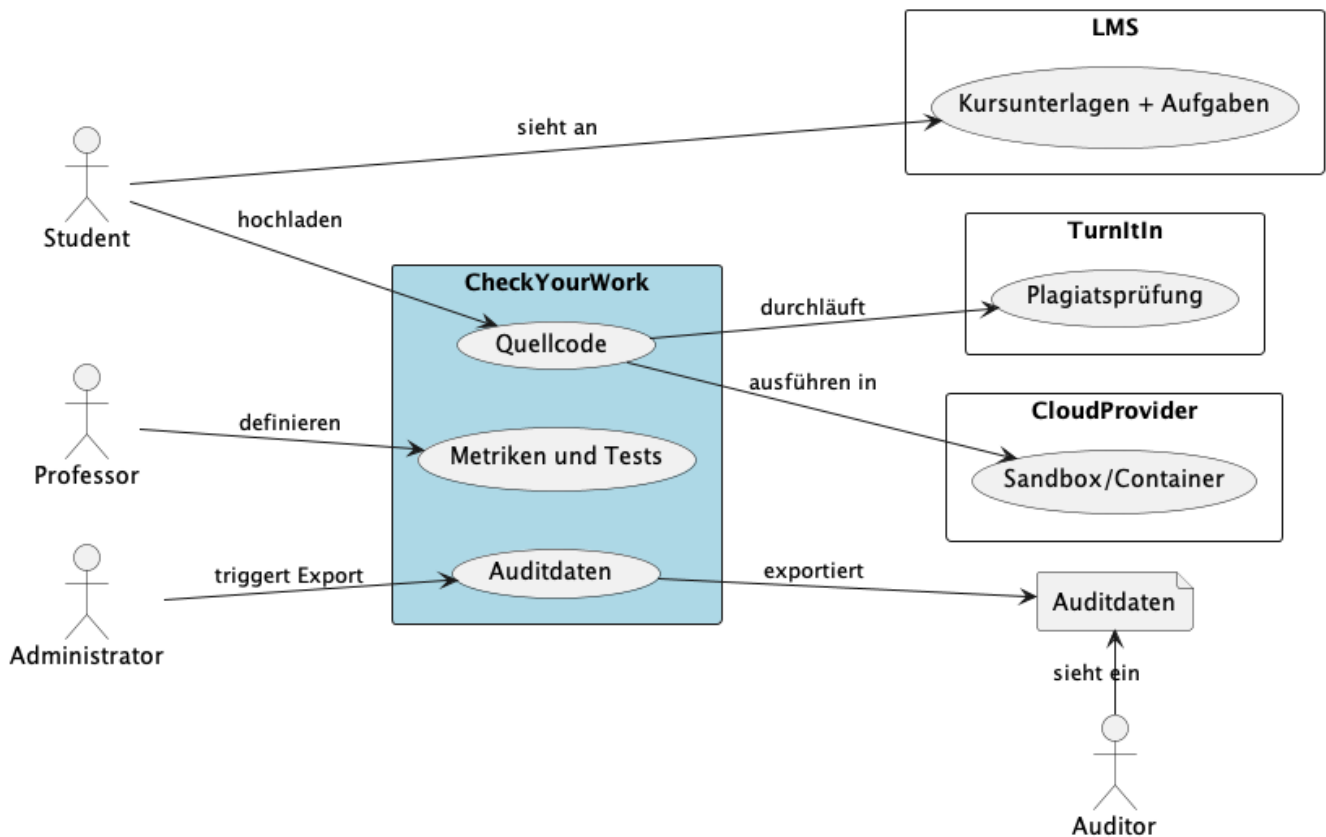 LMS
Kursunterlagen + Aufgaben
sieht an
Student
hochladen
TurnItIn
CheckYourWork
Plagiatsprüfung
durchläuft
Quellcode
ausführen in
CloudProvider
Professor
definieren
Metriken und Tests
Sandbox/Container
triggert Export
Auditdaten
exportiert
Auditdaten
Administrator
sieht ein
Auditor